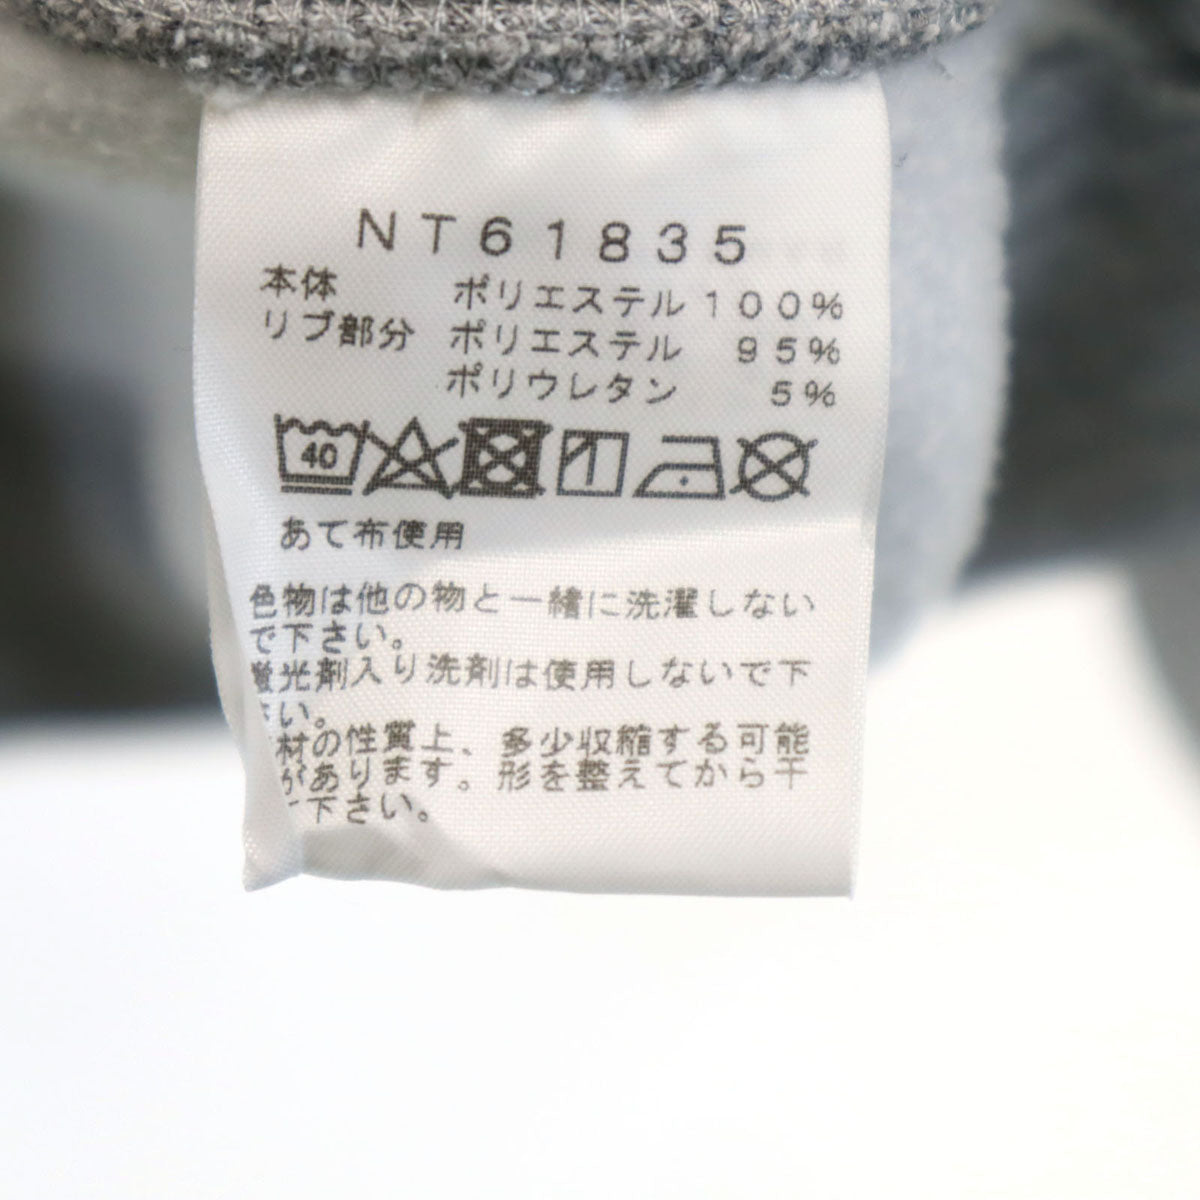 NT61835
本体 ポリエステル 100%
リブ部分 ポリエステル 95%
ポリウレタン 5%
40
あて布使用
色物は他の物と一緒に洗濯しない
で下さい。
光剤入り洗剤は使用しないで下
い。
材の性質上、多少収縮する可能
があります。形を整えてから干
下さい。